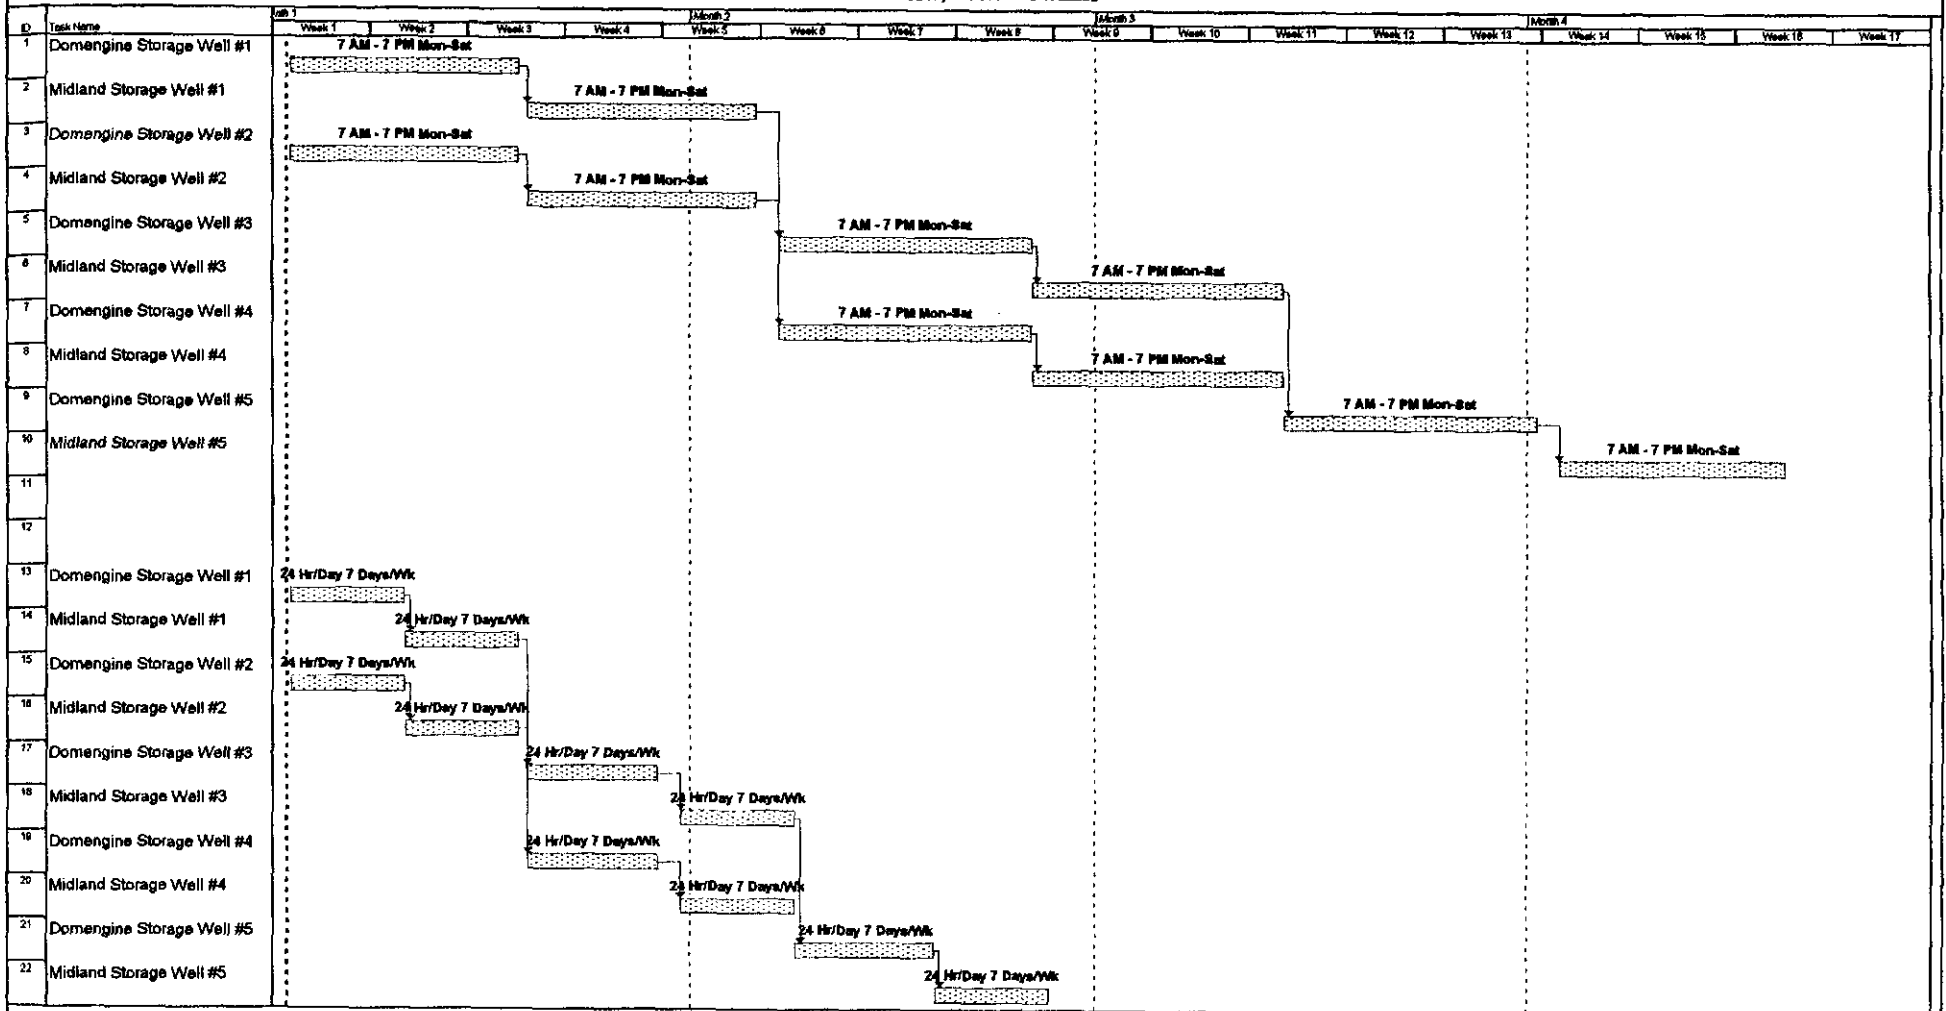 nth 1 Month 2 Month 3 Month 4
ID Task Name Week 1 Week 2 Week 3 Week 4 Week 5 Week 6 Week 7 Week 8 Week 9 Week 10 Week 11 Week 12 Week 13 Week 14 Week 15 Week 16 Week 17
1 Domengine Storage Well #1 7 AM - 7 PM Mon-Sat
2 Midland Storage Well #1 7 AM - 7 PM Mon-Sat
3 Domengine Storage Well #2 7 AM - 7 PM Mon-Sat
4 Midland Storage Well #2 7 AM - 7 PM Mon-Sat
5 Domengine Storage Well #3 7 AM - 7 PM Mon-Sat
6 Midland Storage Well #3 7 AM - 7 PM Mon-Sat
7 Domengine Storage Well #4 7 AM - 7 PM Mon-Sat
8 Midland Storage Well #4 7 AM - 7 PM Mon-Sat
9 Domengine Storage Well #5 7 AM - 7 PM Mon-Sat
10 Midland Storage Well #5 7 AM - 7 PM Mon-Sat
11
12
13 Domengine Storage Well #1 24 Hr/Day 7 Days/Wk
14 Midland Storage Well #1 24 Hr/Day 7 Days/Wk
15 Domengine Storage Well #2 24 Hr/Day 7 Days/Wk
16 Midland Storage Well #2 24 Hr/Day 7 Days/Wk
17 Domengine Storage Well #3 24 Hr/Day 7 Days/Wk
18 Midland Storage Well #3 24 Hr/Day 7 Days/Wk
19 Domengine Storage Well #4 24 Hr/Day 7 Days/Wk
20 Midland Storage Well #4 24 Hr/Day 7 Days/Wk
21 Domengine Storage Well #5 24 Hr/Day 7 Days/Wk
22 Midland Storage Well #5 24 Hr/Day 7 Days/Wk